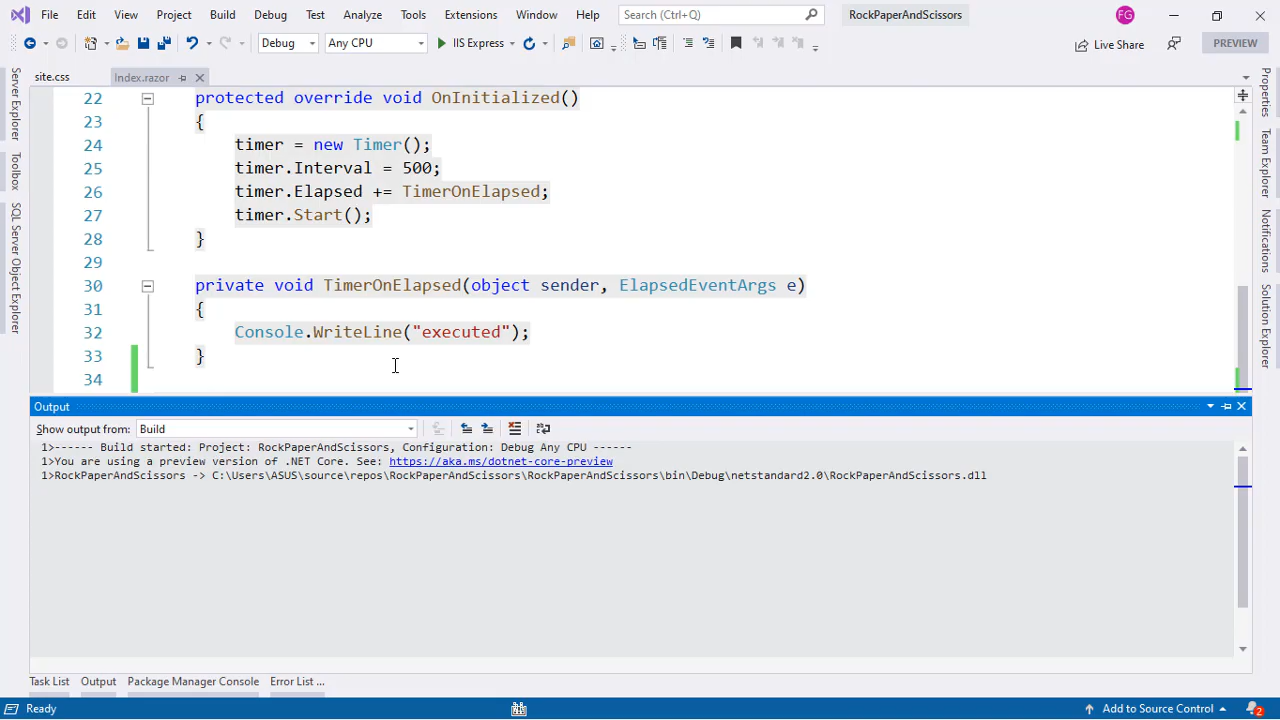 File Edit View Project Build Debug Test Analyze Tools Extensions Window Help Search (Ctrl+Q) RockPaperAndScissors FG
Debug Any CPU IIS Express Live Share PREVIEW
site.css Index.razor
Server Explorer
Toolbox
SQL Server Object Explorer
22 protected override void OnInitialized()
23 {
24 timer = new Timer();
25 timer.Interval = 500;
26 timer.Elapsed += TimerOnElapsed;
27 timer.Start();
28 }
29
30 private void TimerOnElapsed(object sender, ElapsedEventArgs e)
31 {
32 Console.WriteLine("executed");
33 }
34
Properties
Team Explorer
Notifications
Solution Explorer
Output
Show output from: Build
1>------ Build started: Project: RockPaperAndScissors, Configuration: Debug Any CPU ------
1>You are using a preview version of .NET Core. See: https://aka.ms/dotnet-core-preview
1>RockPaperAndScissors -> C:\Users\ASUS\source\repos\RockPaperAndScissors\RockPaperAndScissors\bin\Debug\netstandard2.0\RockPaperAndScissors.dll
Task List Output Package Manager Console Error List ...
Ready Add to Source Control 2